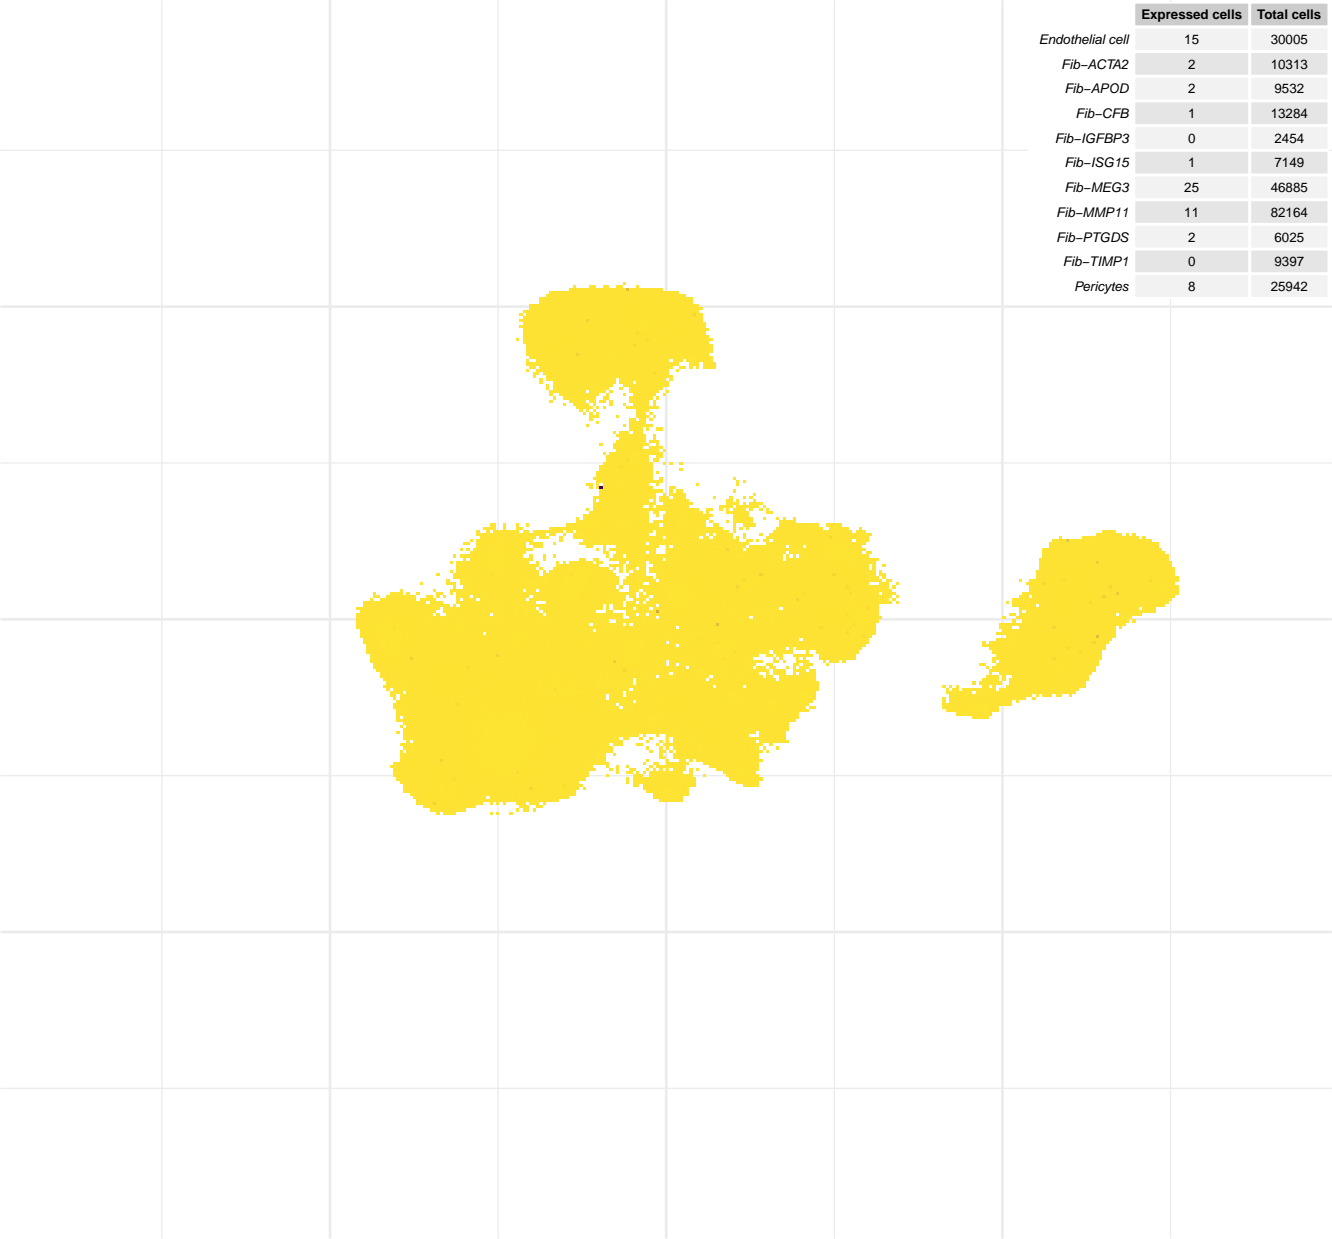 Expressed cells Total cells
Endothelial cell 15 30005
Fib−ACTA2 2 10313
Fib−APOD 2 9532
Fib−CFB 1 13284
Fib−IGFBP3 0 2454
Fib−ISG15 1 7149
Fib−MEG3 25 46885
Fib−MMP11 11 82164
Fib−PTGDS 2 6025
Fib−TIMP1 0 9397
Pericytes 8 25942